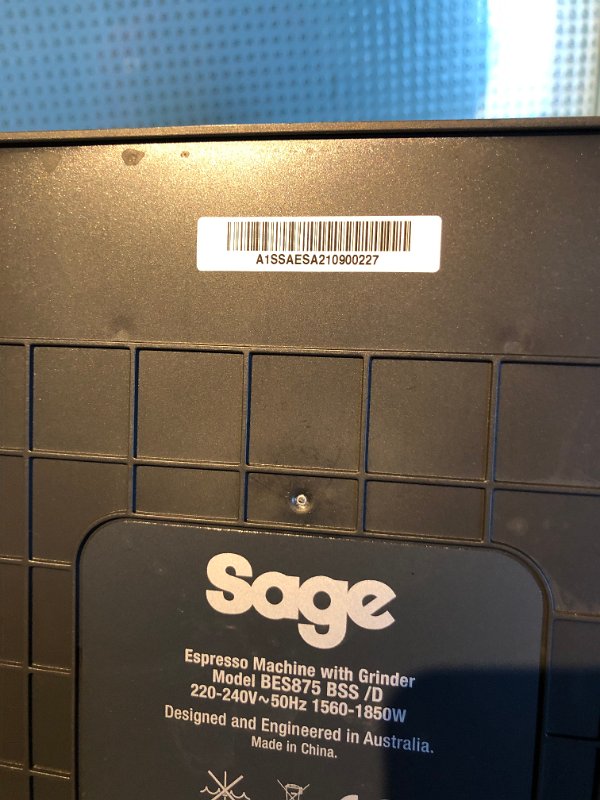 A1SSAESA210900227
Sage
Espresso Machine with Grinder
Model BES875 BSS /D
220-240V~50Hz 1560-1850W
Designed and Engineered in Australia.
Made in China.